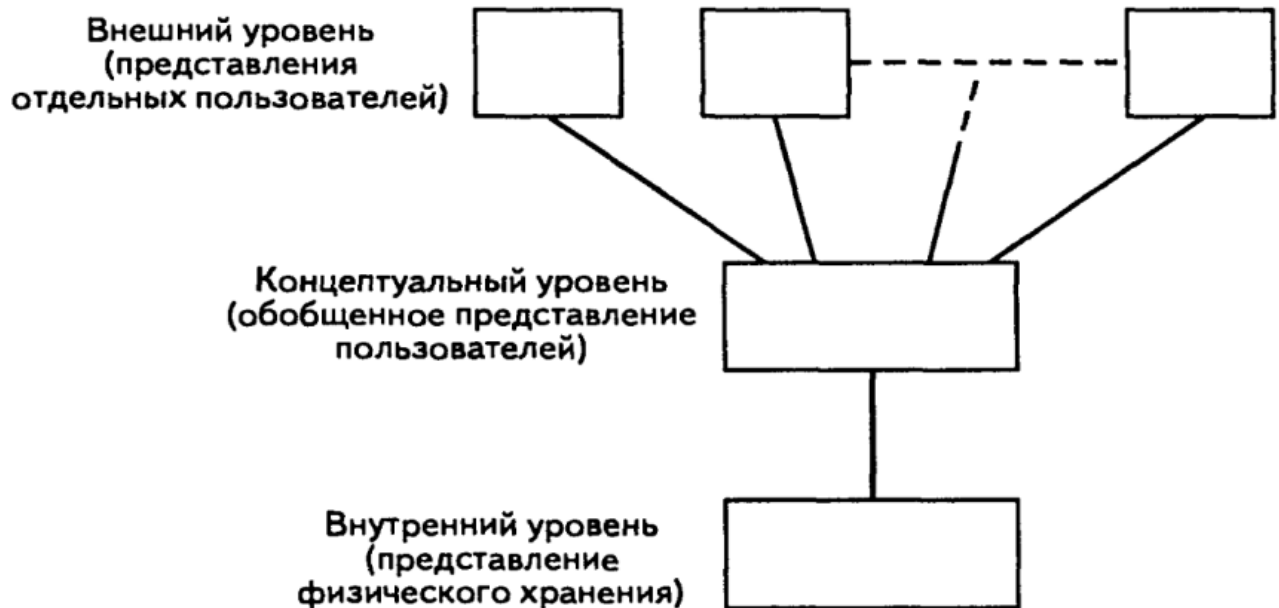 Внешний уровень
(представления
отдельных пользователей)
Концептуальный уровень
(обобщенное представление
пользователей)
Внутренний уровень
(представление
физического хранения)